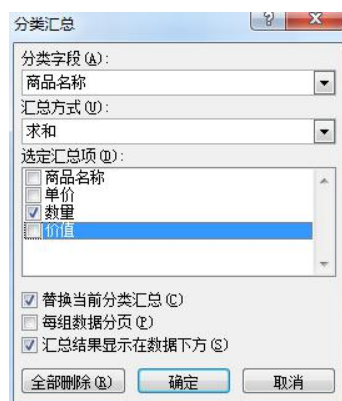 分类汇总
分类字段(A):
商品名称
汇总方式(U):
求和
选定汇总项(D):
商品名称
单价
数量
价值
替换当前分类汇总(C)
每组数据分页(P)
汇总结果显示在数据下方(S)
全部删除(R) 确定 取消